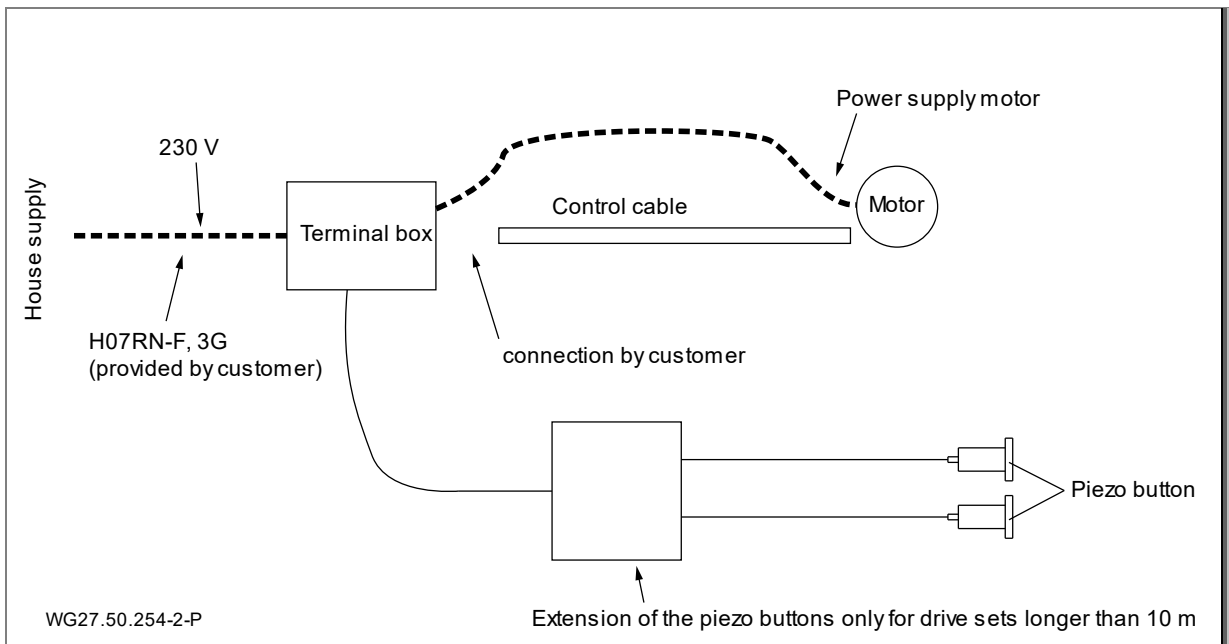 Power supply motor
230 V
House supply
Control cable
Motor
Terminal box
H07RN-F, 3G
(provided by customer)
connection by customer
Piezo button
WG27.50.254-2-P
Extension of the piezo buttons only for drive sets longer than 10 m